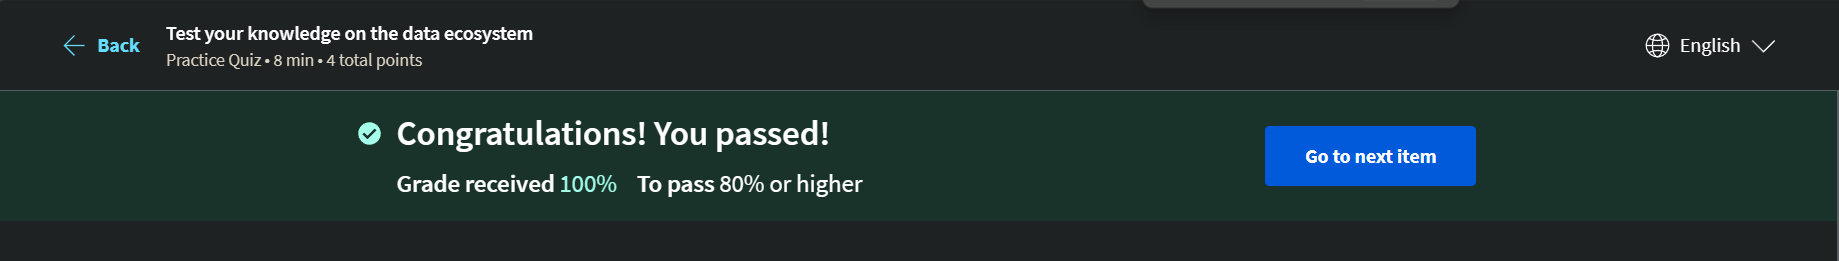 Back
Test your knowledge on the data ecosystem
Practice Quiz • 8 min • 4 total points
English
Congratulations! You passed!
Grade received 100% To pass 80% or higher
Go to next item